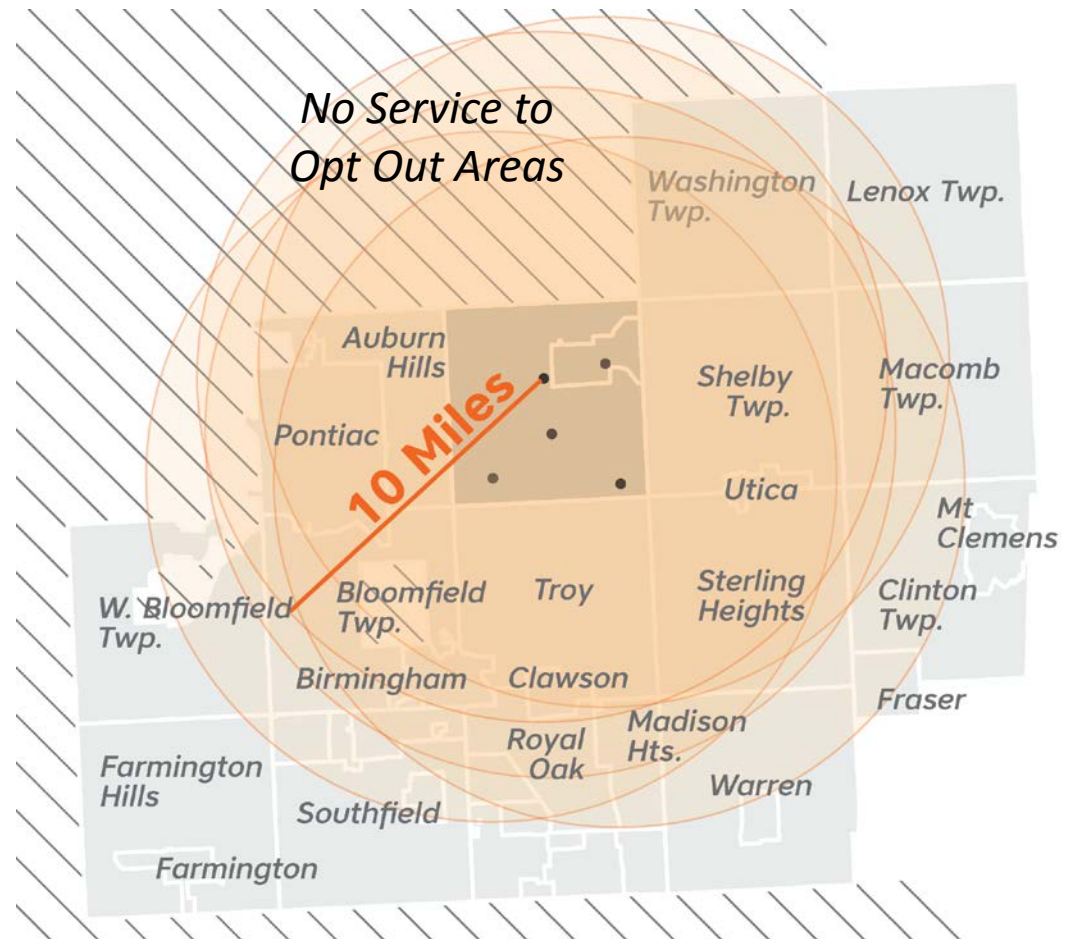 No Service to
Opt Out Areas
Washington
Twp.
Lenox Twp.
Auburn
Hills
Shelby
Twp.
Macomb
Twp.
10 Miles
Pontiac
Utica
Mt
Clemens
W. Bloomfield
Twp.
Bloomfield
Twp.
Troy
Sterling
Heights
Clinton
Twp.
Birmingham
Clawson
Fraser
Royal
Oak
Madison
Hts.
Farmington
Hills
Warren
Southfield
Farmington